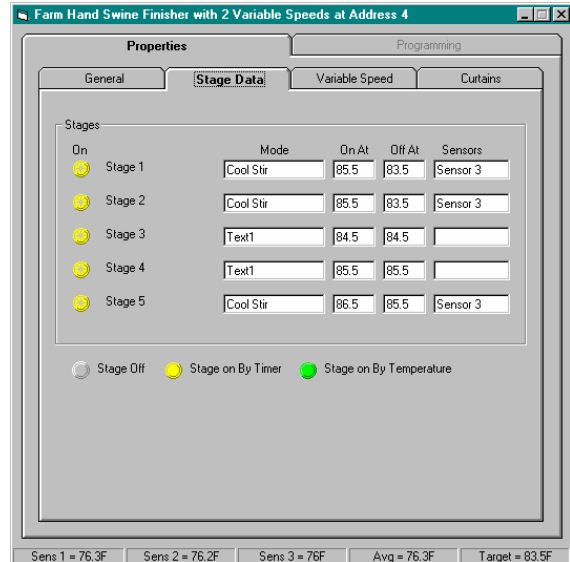 Farm Hand Swine Finisher with 2 Variable Speeds at Address 4
Properties Programming
General Stage Data Variable Speed Curtains
Stages
On Mode On At Off At Sensors
Stage 1 Cool Stir 85.5 83.5 Sensor 3
Stage 2 Cool Stir 85.5 83.5 Sensor 3
Stage 3 Text1 84.5 84.5
Stage 4 Text1 85.5 85.5
Stage 5 Cool Stir 86.5 85.5 Sensor 3
Stage Off Stage on By Timer Stage on By Temperature
Sens 1 = 76.3F Sens 2 = 76.2F Sens 3 = 76F Avg = 76.3F Target = 83.5F